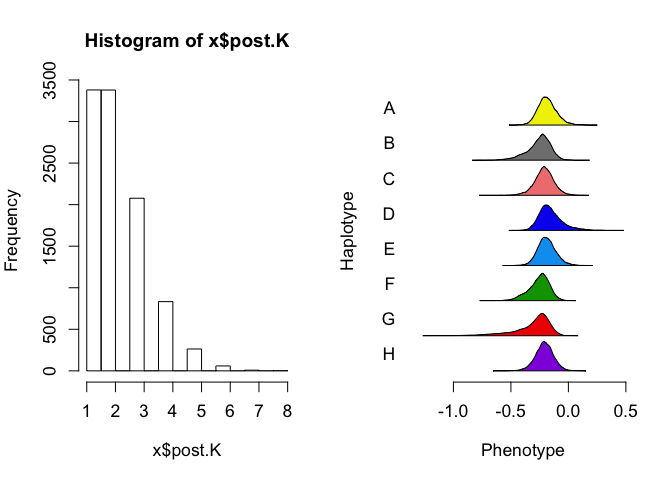 Histogram of x$post.K
Frequency
0
500
1500
2500
3500
1 2 3 4 5 6 7 8
x$post.K
Haplotype
A
B
C
D
E
F
G
H
-1.0 -0.5 0.0 0.5
Phenotype